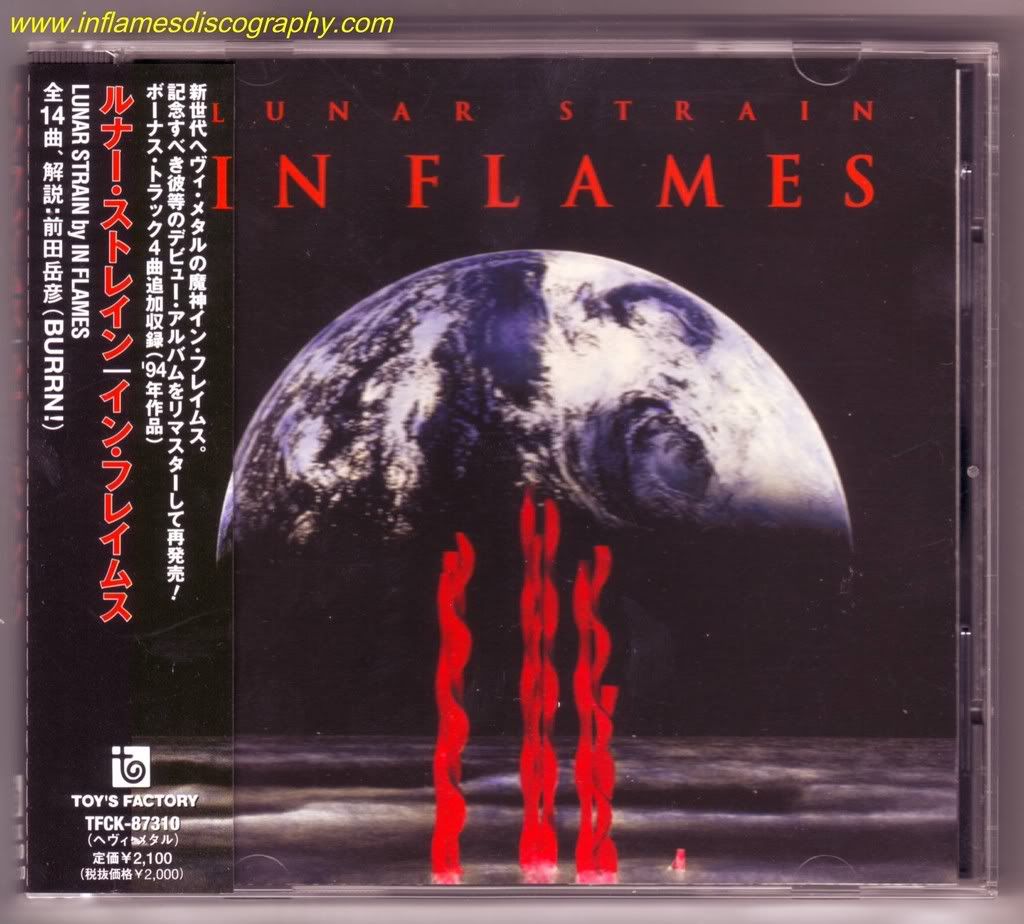 www.inflamesdiscography.com
LUNAR STRAIN
IN FLAMES
新世代ヘヴィ・メタルの魔神イン・フレイムス。
記念すべき彼等のデビュー・アルバムをリマスターして再発売！
ボーナス・トラック4曲追加収録（'94年作品）
ルナー・ストレイン｜イン・フレイムス
LUNAR STRAIN by IN FLAMES
全14曲、解説：前田岳彦（BURRN!）
TOY'S FACTORY
TFCK-87310
(ヘヴィ・メタル)
定価￥2,100
(税抜価格￥2,000)